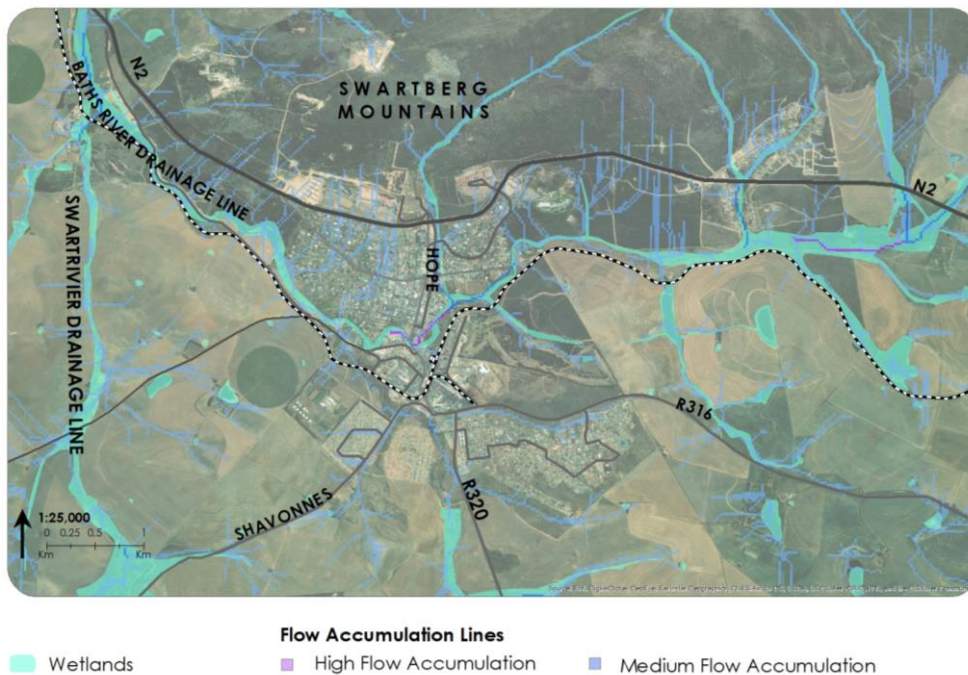 SWARTBERG
MOUNTAINS
N2
BATHS RIVER DRAINAGE LINE
N2
HOPE
SWARTRIVIER DRAINAGE LINE
R316
SHAVONNES
R320
1:25,000
0 0.25 0.5 1
Km Km
Flow Accumulation Lines
Wetlands
High Flow Accumulation
Medium Flow Accumulation